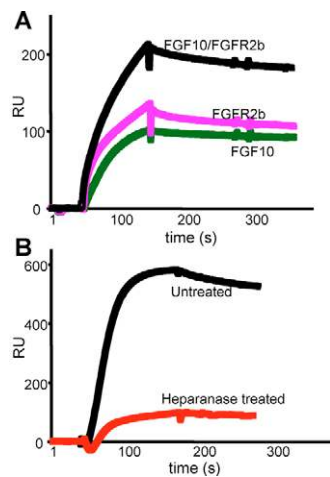 A
FGF10/FGFR2b
200
RU
FGFR2b
100
FGF10
0
1 100 200 300
time (s)
B
600
Untreated
400
RU
200
Heparanase treated
0
1 100 200 300
time (s)